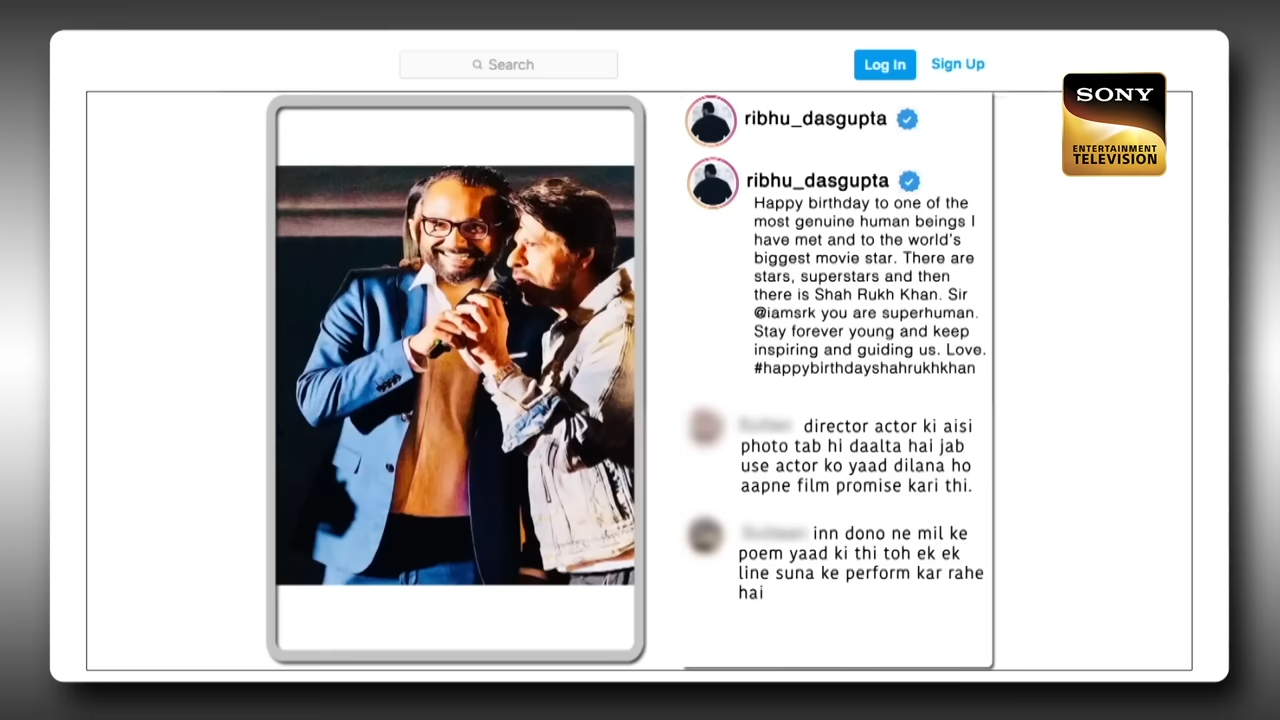 Search
Log In
Sign Up
SONY
ENTERTAINMENT
TELEVISION
ribhu_dasgupta
ribhu_dasgupta
Happy birthday to one of the
most genuine human beings I
have met and to the world's
biggest movie star. There are
stars, superstars and then
there is Shah Rukh Khan. Sir
@iamsrk you are superhuman.
Stay forever young and keep
inspiring and guiding us. Love.
#happybirthdayshahrukhkhan
director actor ki aisi
photo tab hi daalta hai jab
use actor ko yaad dilana ho
aapne film promise kari thi.
inn dono ne mil ke
poem yaad ki thi toh ek ek
line suna ke perform kar rahe
hai